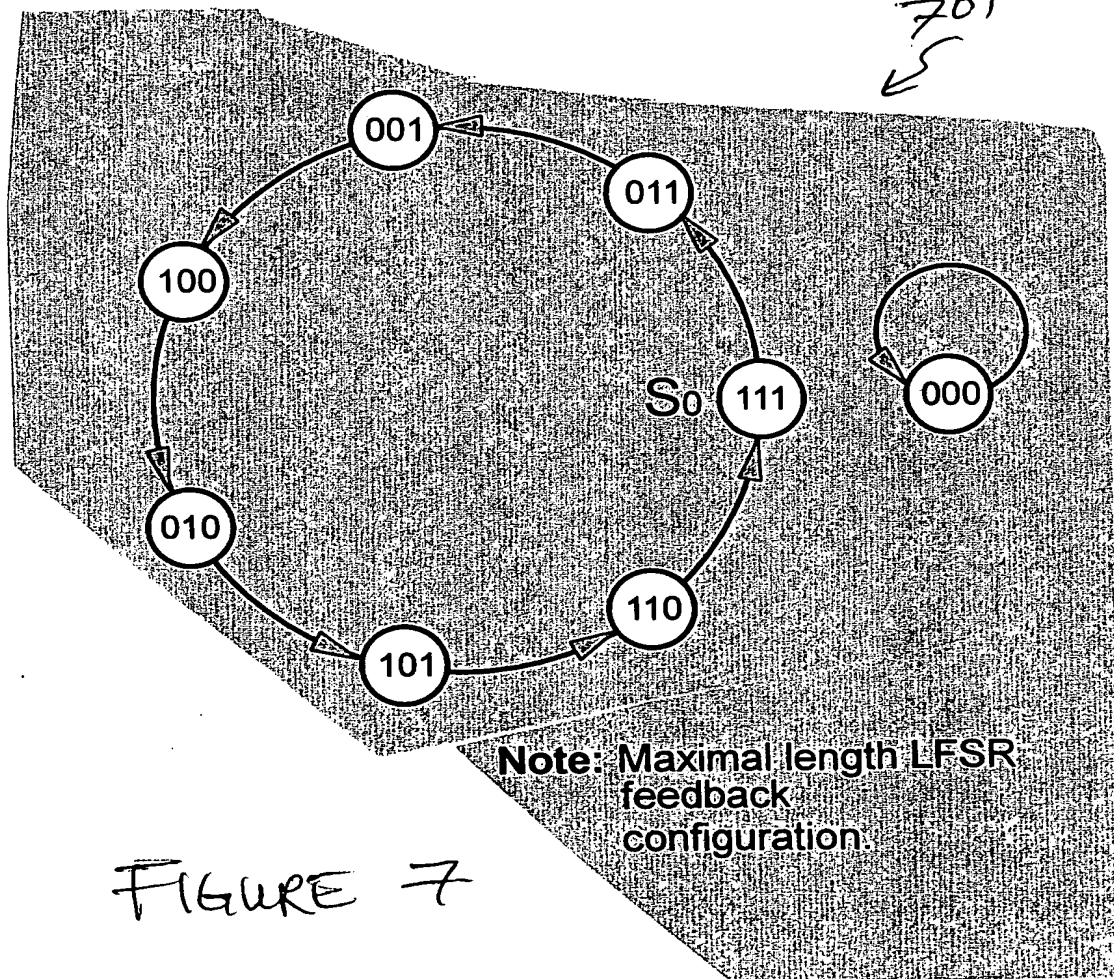 701
001
011
100
S0 111
000
010
110
101
Note: Maximal length LFSR
feedback
configuration.
FIGURE 7